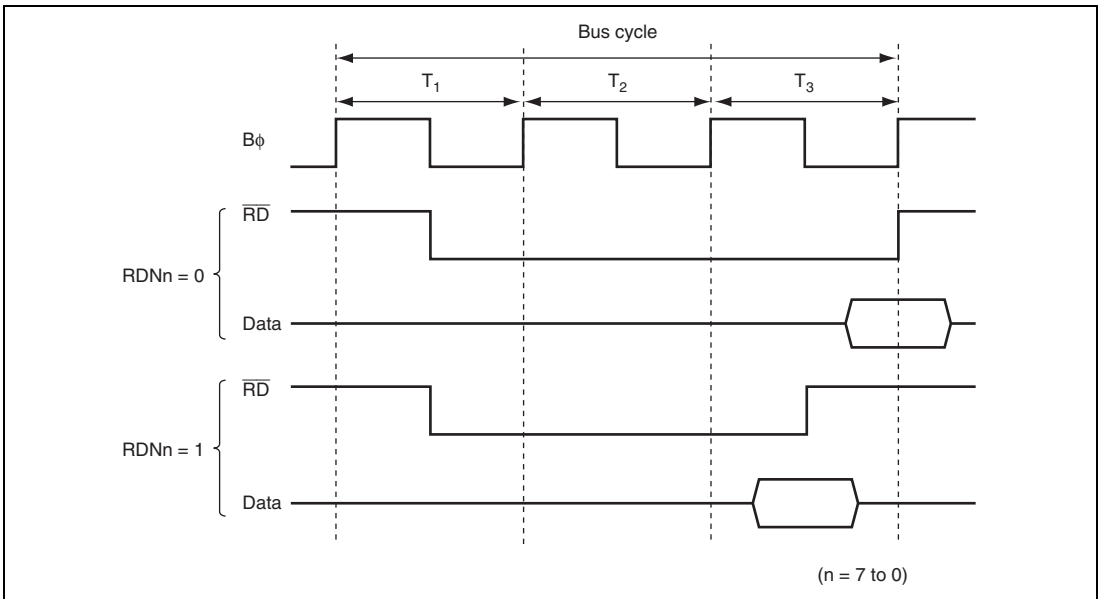 Bus cycle
T1 T2 T3
Bϕ
RD
RDNn = 0
Data
RD
RDNn = 1
Data
(n = 7 to 0)